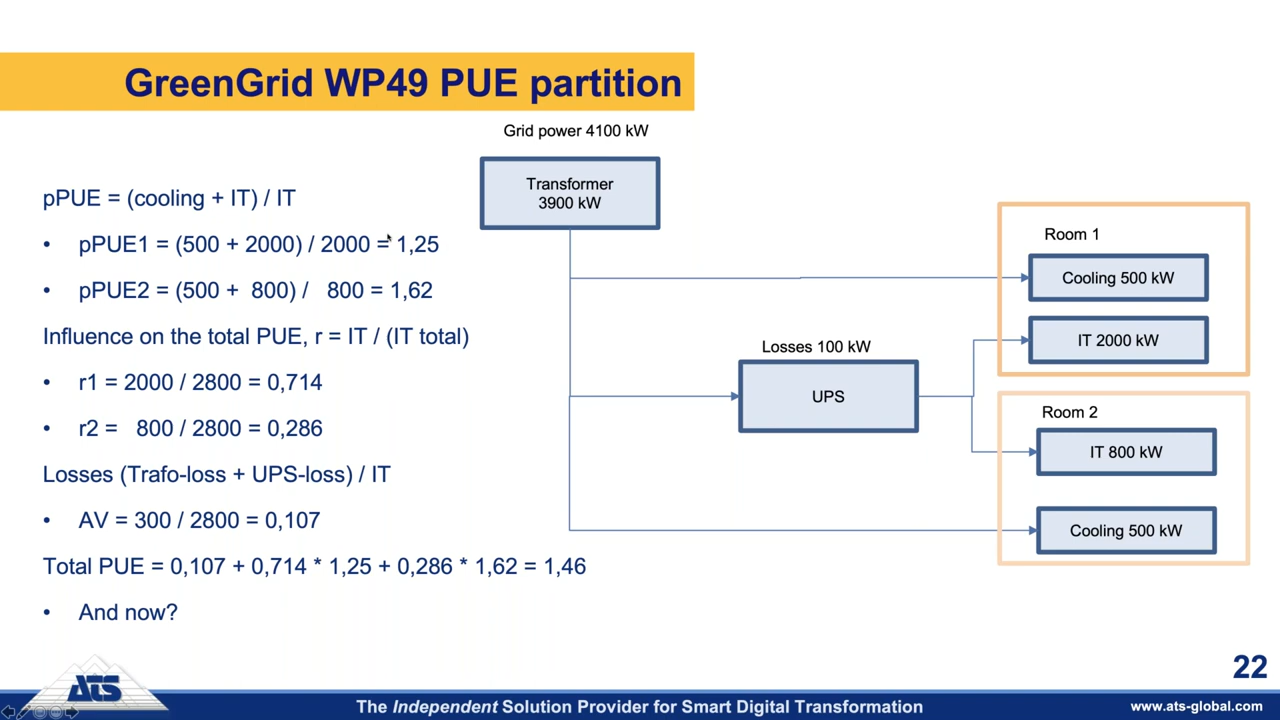 GreenGrid WP49 PUE partition
Grid power 4100 kW
Transformer
3900 kW
pPUE = (cooling + IT) / IT
• pPUE1 = (500 + 2000) / 2000 = 1,25
• pPUE2 = (500 + 800) / 800 = 1,62
Influence on the total PUE, r = IT / (IT total)
• r1 = 2000 / 2800 = 0,714
• r2 = 800 / 2800 = 0,286
Losses (Trafo-loss + UPS-loss) / IT
• AV = 300 / 2800 = 0,107
Total PUE = 0,107 + 0,714 * 1,25 + 0,286 * 1,62 = 1,46
• And now?
Losses 100 kW
UPS
Room 1
Cooling 500 kW
IT 2000 kW
Room 2
IT 800 kW
Cooling 500 kW
22
ATS
The Independent Solution Provider for Smart Digital Transformation
www.ats-global.com